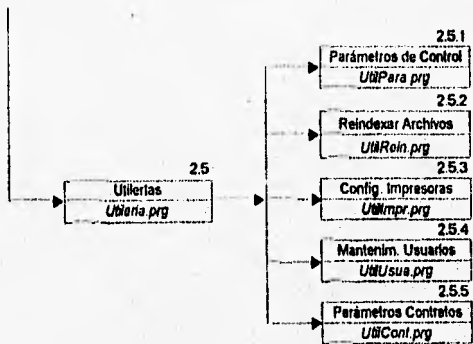 2.5.1
Parámetros de Control
UtilPara.prg
2.5.2
Reindexar Archivos
UtilRein.prg
2.5
Utilerías
Utileria.prg
2.5.3
Config. Impresoras
UtilImpr.prg
2.5.4
Mantenim. Usuarios
UtilUsua.prg
2.5.5
Parámetros Contratos
UtilCont.prg